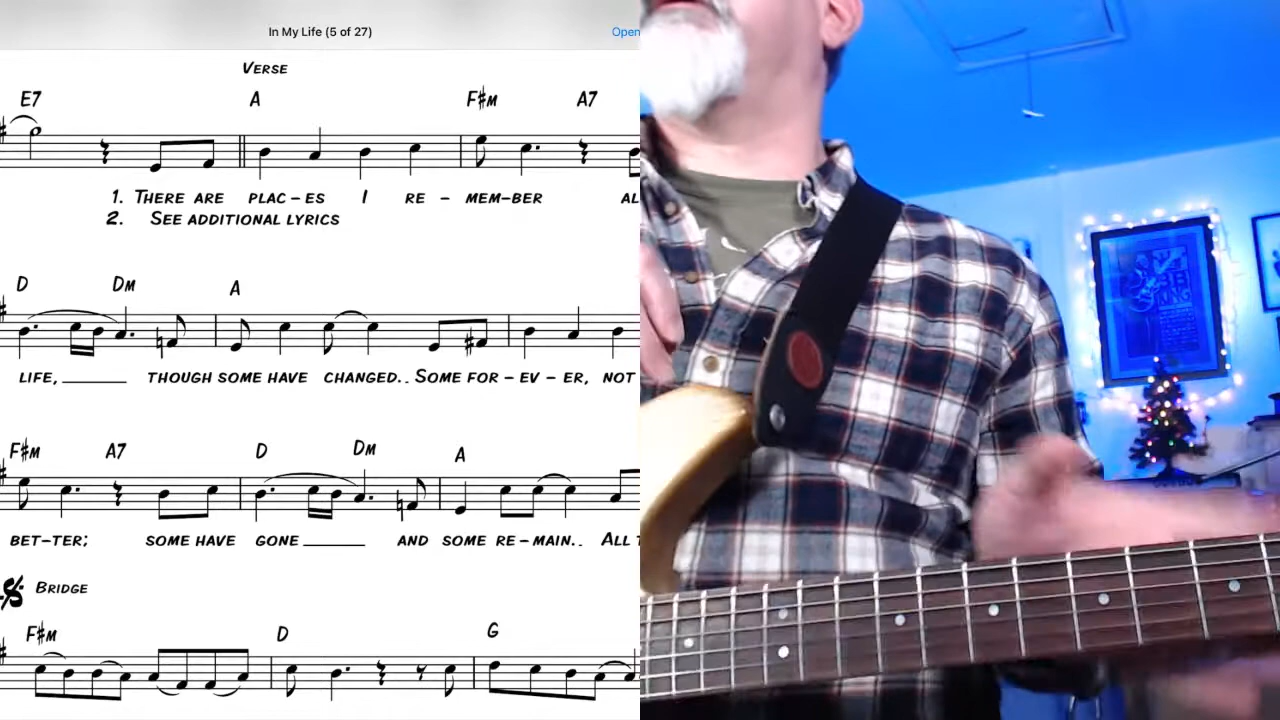 In My Life (5 of 27)
Open
VERSE
E7 A F#M A7
1. THERE ARE PLAC-ES I RE-MEM-BER AL
2. SEE ADDITIONAL LYRICS
D DM A
LIFE,______ THOUGH SOME HAVE CHANGED.. SOME FOR-EV-ER, NOT
F#M A7 D DM A
BET-TER; SOME HAVE GONE______ AND SOME RE-MAIN.. ALL
BRIDGE
F#M D G